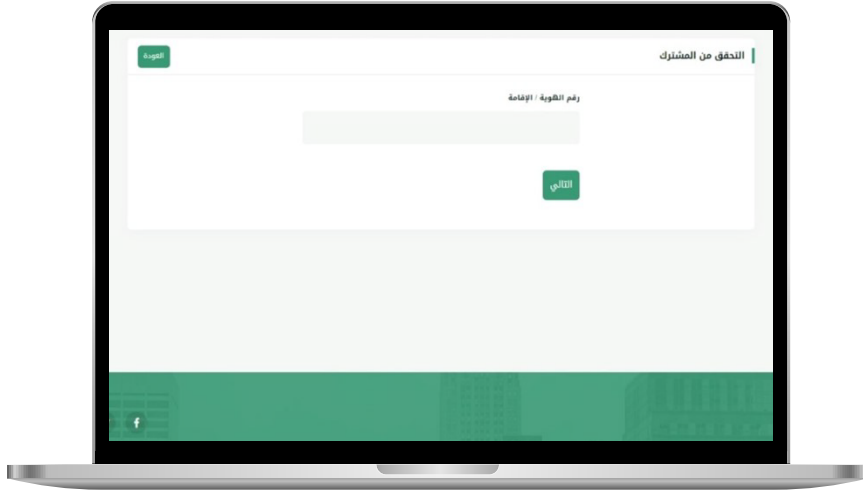 التحقق من المشترك
العودة
رقم الهوية / الإقامة
التالي
f